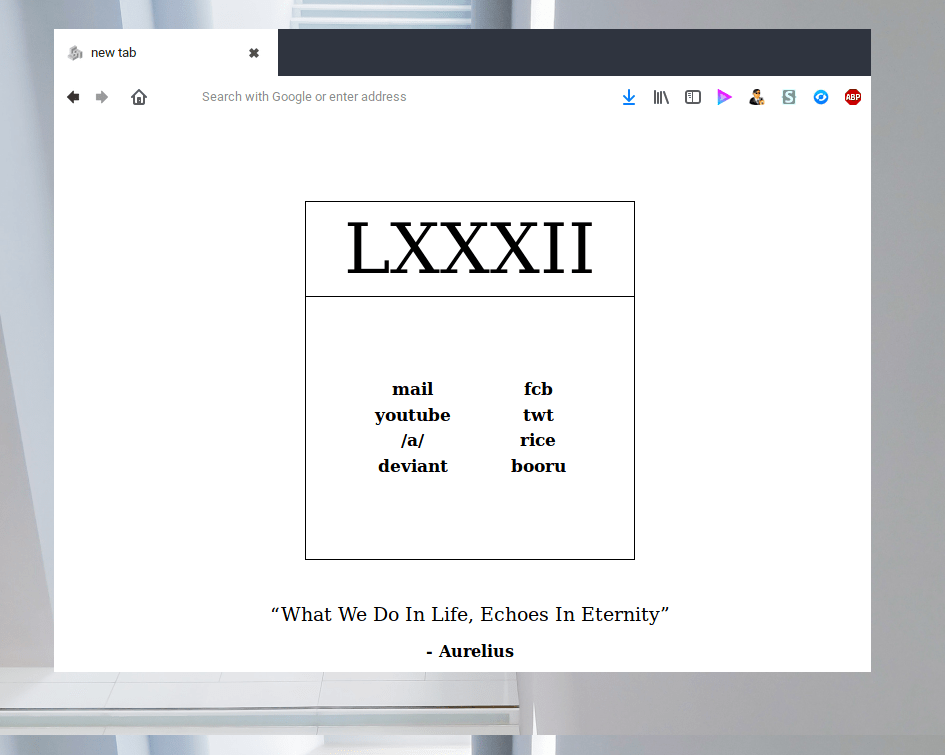 new tab
Search with Google or enter address
S
ABP
LXXXII
mail fcb
youtube twt
/a/ rice
deviant booru
“What We Do In Life, Echoes In Eternity”
- Aurelius